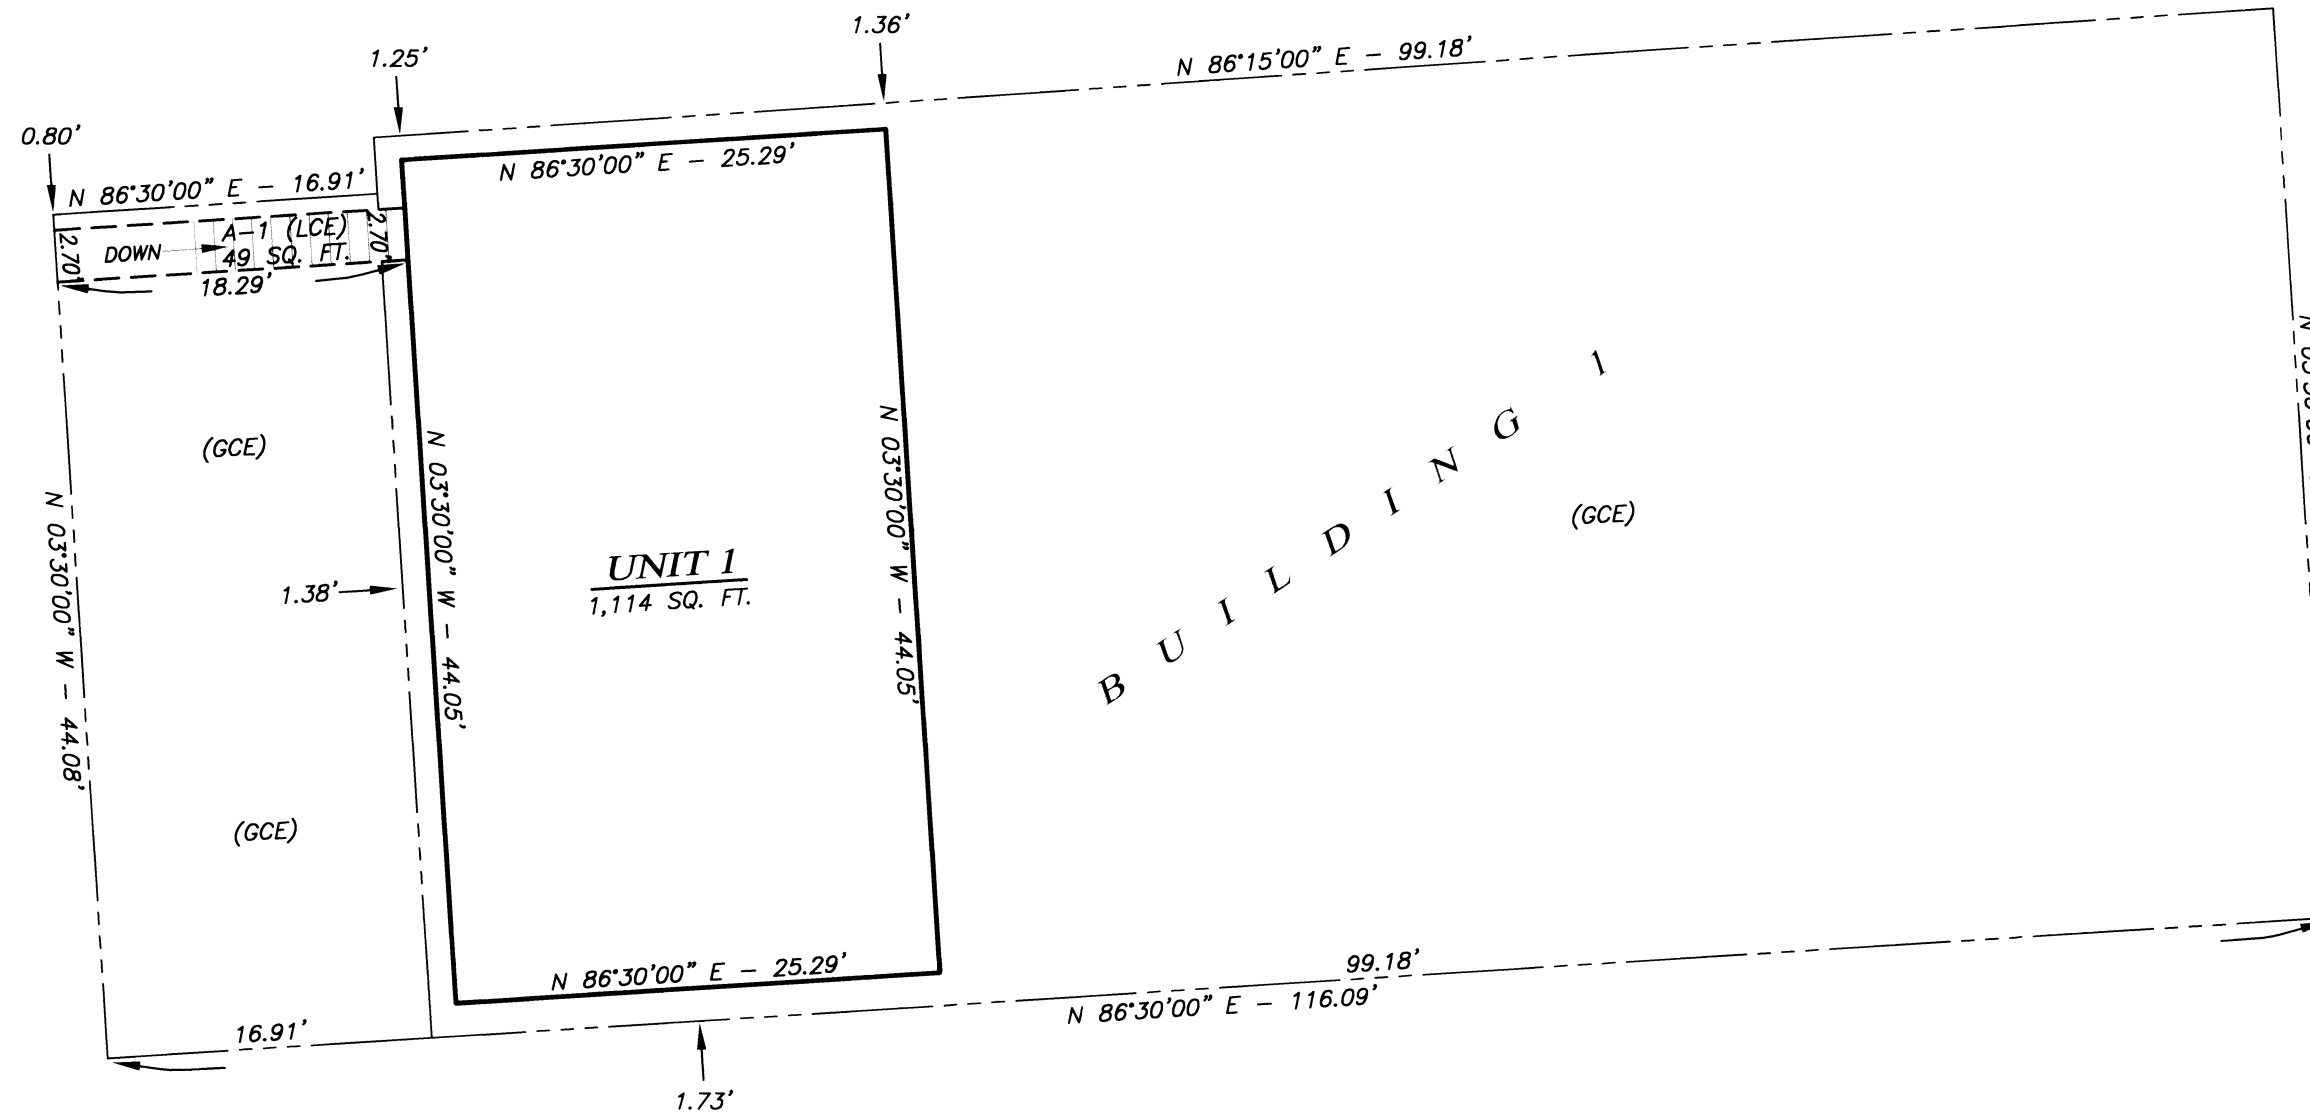 1.36'
N 86°15'00" E - 99.18'
1.25'
0.80'
N 86°30'00" E - 16.91'
N 86°30'00" E - 25.29'
2.70'
DOWN
A-1 (LCE)
49 SQ. FT.
2.70'
18.29'
(GCE)
N 03°30'00" W - 44.08'
N 03°30'00" W - 44.05'
N 03°30'00" W - 44.05'
1.38'
UNIT 1
1,114 SQ. FT.
BUILDING 1
(GCE)
(GCE)
N 86°30'00" E - 25.29'
99.18'
N 86°30'00" E - 116.09'
16.91'
1.73'